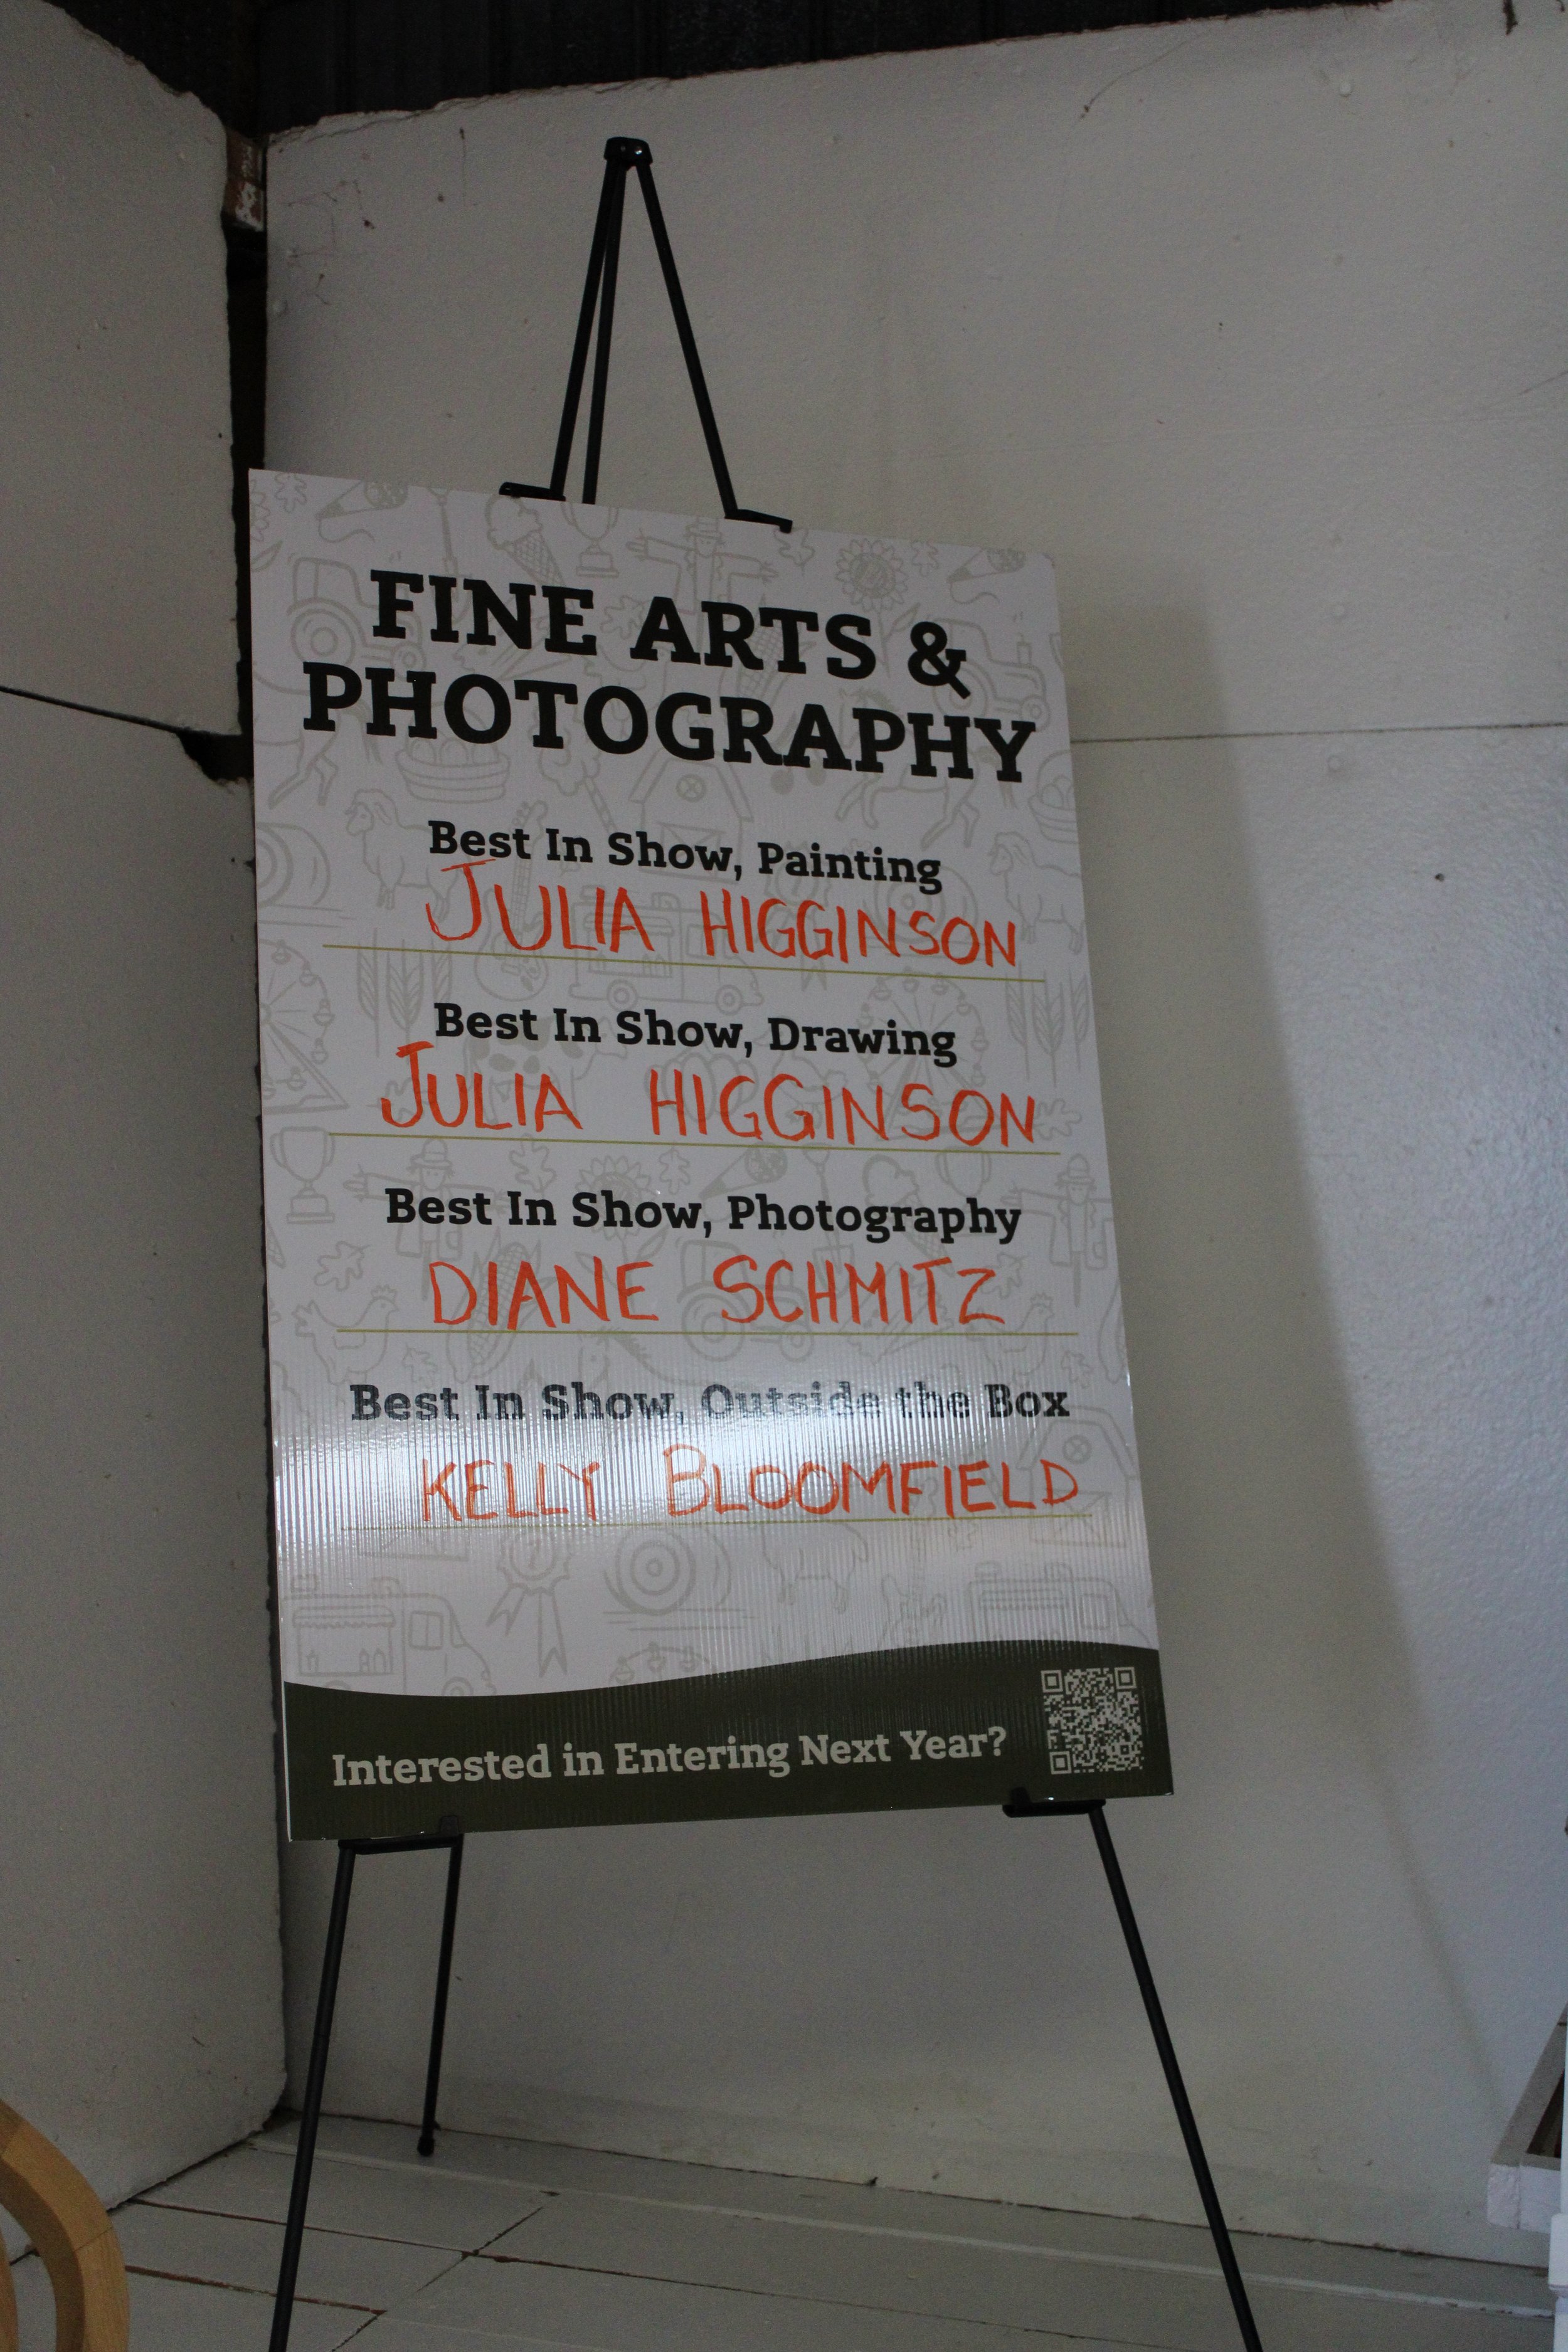 FINE ARTS &
PHOTOGRAPHY
Best In Show, Painting
JULIA HIGGINSON
Best In Show, Drawing
JULIA HIGGINSON
Best In Show, Photography
DIANE SCHMITZ
Best In Show, Outside the Box
KELLY BLOOMFIELD
Interested in Entering Next Year?